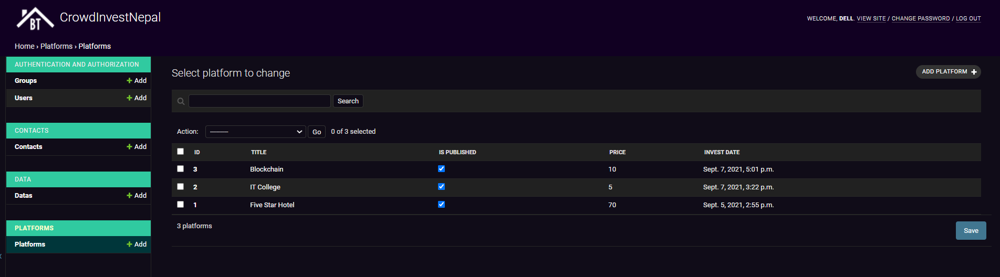 BT
CrowdInvestNepal
WELCOME, DELL. VIEW SITE / CHANGE PASSWORD / LOG OUT
Home › Platforms › Platforms
AUTHENTICATION AND AUTHORIZATION
Groups + Add
Users + Add
CONTACTS
Contacts + Add
DATA
Datas + Add
PLATFORMS
Platforms + Add
Select platform to change
ADD PLATFORM +
Search
Action: --------- Go 0 of 3 selected
ID TITLE IS PUBLISHED PRICE INVEST DATE
3 Blockchain 10 Sept. 7, 2021, 5:01 p.m.
2 IT College 5 Sept. 7, 2021, 3:22 p.m.
1 Five Star Hotel 70 Sept. 5, 2021, 2:55 p.m.
3 platforms
Save